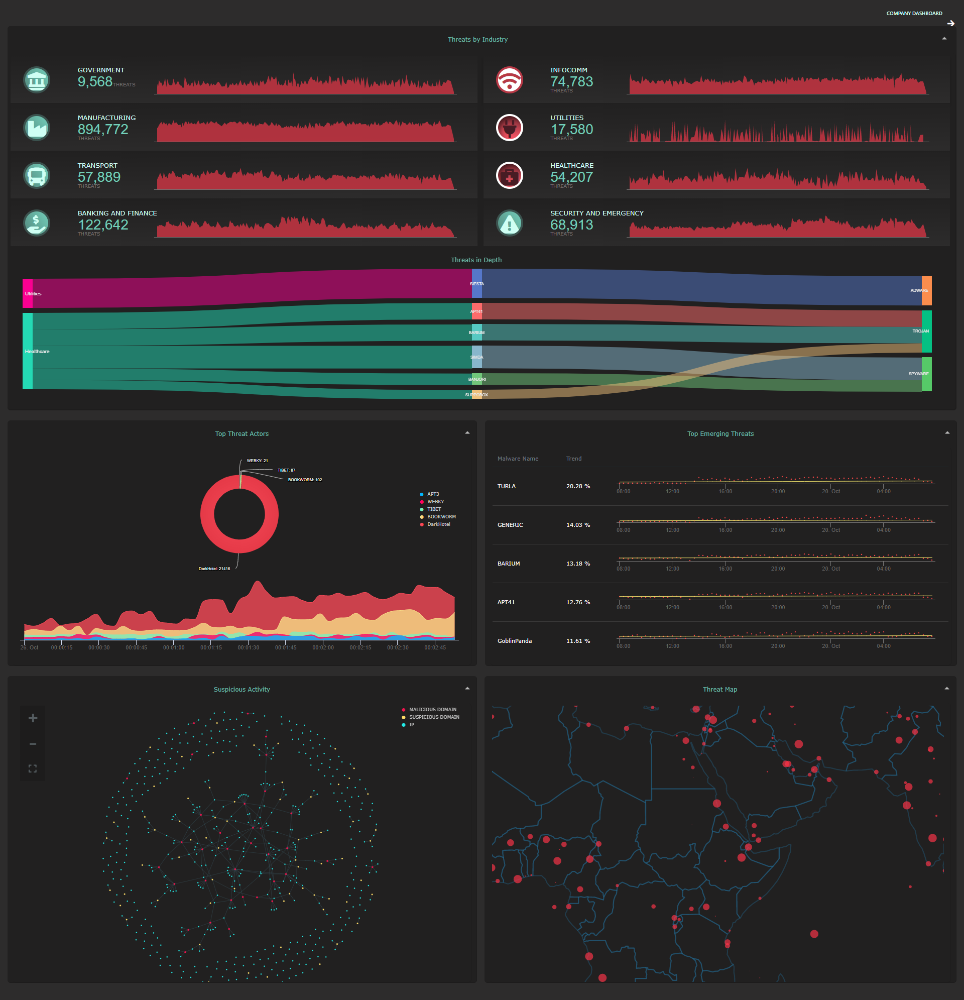 COMPANY DASHBOARD
Threats by Industry
GOVERNMENT
9,568 THREATS
INFOCOMM
74,783
THREATS
MANUFACTURING
894,772
THREATS
UTILITIES
17,580
THREATS
TRANSPORT
57,889
THREATS
HEALTHCARE
54,207
THREATS
BANKING AND FINANCE
122,642
THREATS
SECURITY AND EMERGENCY
68,913
THREATS
Threats in Depth
Utilities
Healthcare
SIESTA
APT41
BARIUM
SIMDA
BANJORI
SUPPOBOX
ADWARE
TROJAN
SPYWARE
Top Threat Actors
WEBKY: 21
TIBET: 87
BOOKWORM: 102
DarkHotel: 21416
APT3
WEBKY
TIBET
BOOKWORM
DarkHotel
26. Oct 00:00:15 00:00:30 00:00:45 00:01:00 00:01:15 00:01:30 00:01:45 00:02:00 00:02:15 00:02:30 00:02:45
Top Emerging Threats
Malware Name Trend
TURLA 20.28 %
08:00 12:00 16:00 20:00 20. Oct 04:00
GENERIC 14.03 %
08:00 12:00 16:00 20:00 20. Oct 04:00
BARIUM 13.18 %
08:00 12:00 16:00 20:00 20. Oct 04:00
APT41 12.76 %
08:00 12:00 16:00 20:00 20. Oct 04:00
GoblinPanda 11.61 %
08:00 12:00 16:00 20:00 20. Oct 04:00
Suspicious Activity
MALICIOUS DOMAIN
SUSPICIOUS DOMAIN
IP
Threat Map